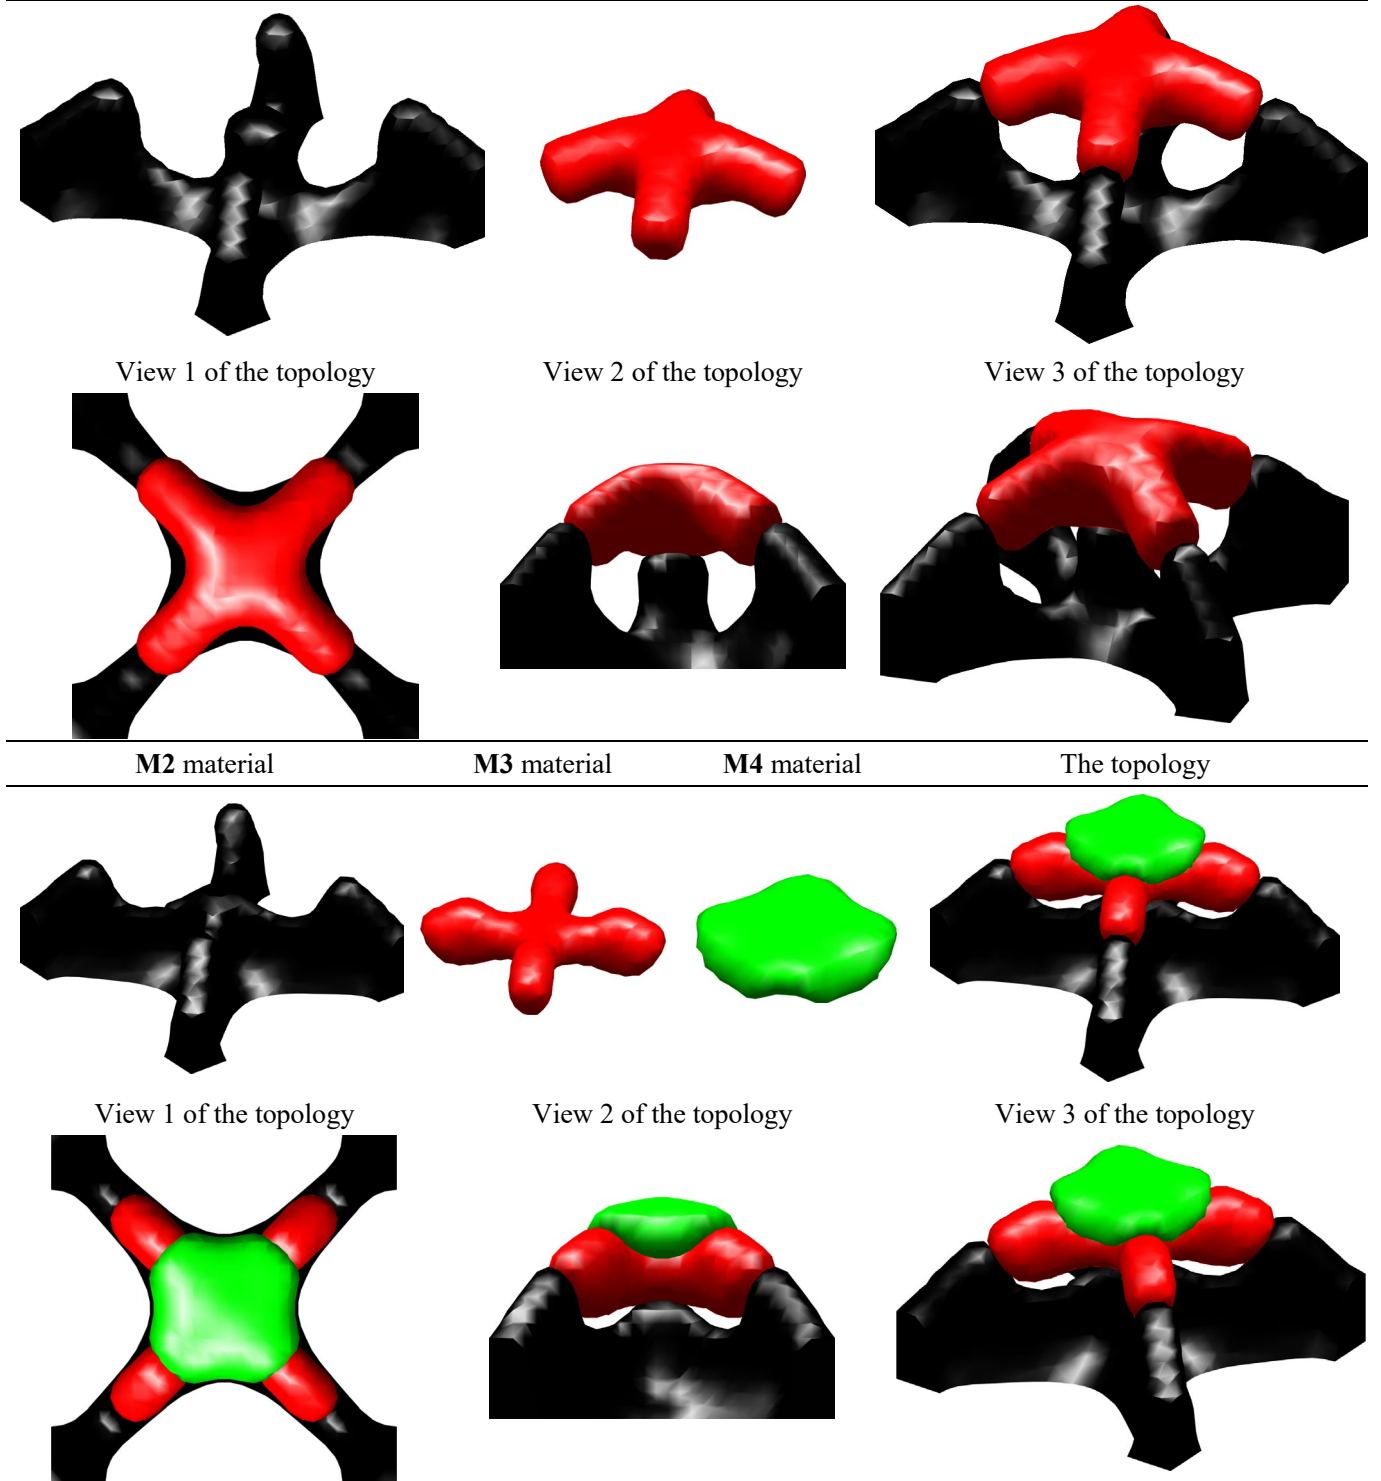 View 1 of the topology View 2 of the topology View 3 of the topology
M2 material M3 material M4 material The topology
View 1 of the topology View 2 of the topology View 3 of the topology